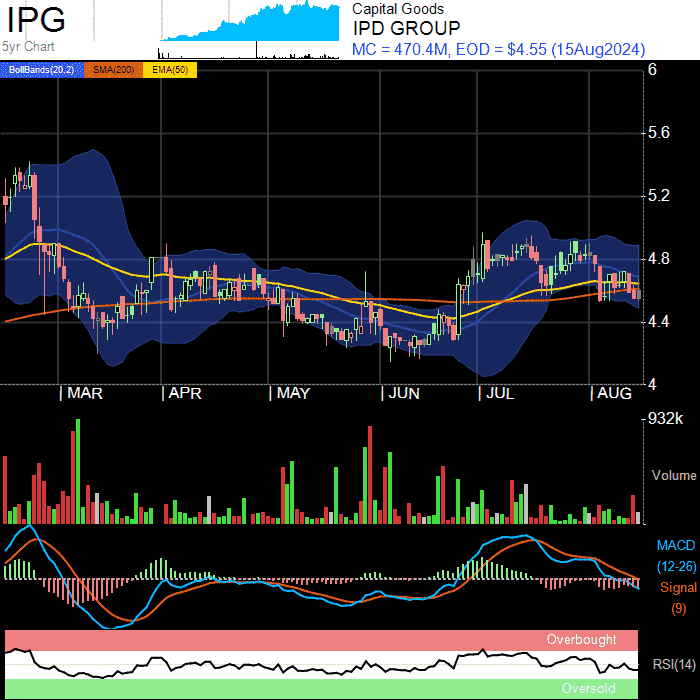 IPG
5yr Chart
Capital Goods
IPD GROUP
MC = 470.4M, EOD = $4.55 (15Aug2024)
BollBands(20,2) SMA(200) EMA(50)
6
5.6
5.2
4.8
4.4
4
MAR APR MAY JUN JUL AUG
932k
Volume
MACD
(12-26)
Signal
(9)
Overbought
RSI(14)
Oversold